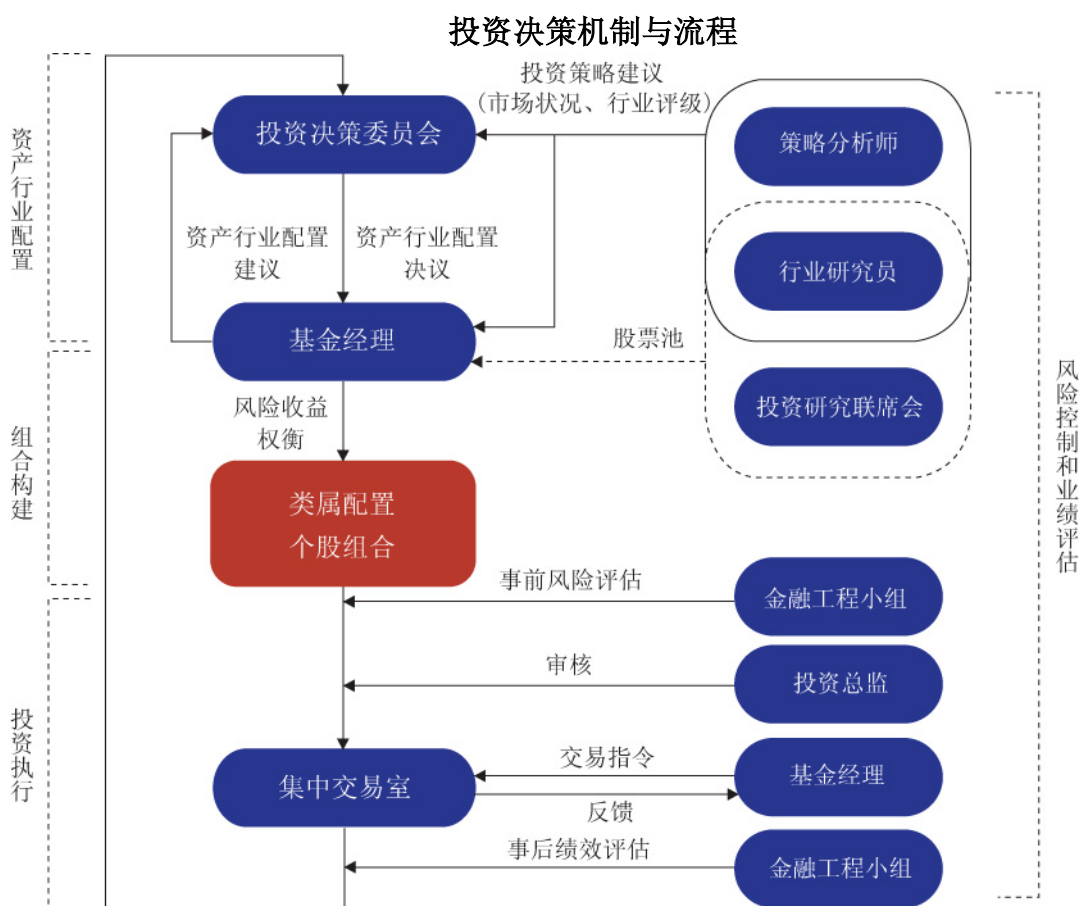 投资决策机制与流程
投资策略建议
(市场状况、行业评级)
投资决策委员会
策略分析师
资产行业配置
资产行业配置
建议
资产行业配置
决议
行业研究员
基金经理
股票池
投资研究联席会
风险收益
权衡
组合构建
类属配置
个股组合
风险控制和业绩评估
事前风险评估
金融工程小组
审核
投资总监
投资执行
集中交易室
交易指令
反馈
基金经理
事后绩效评估
金融工程小组